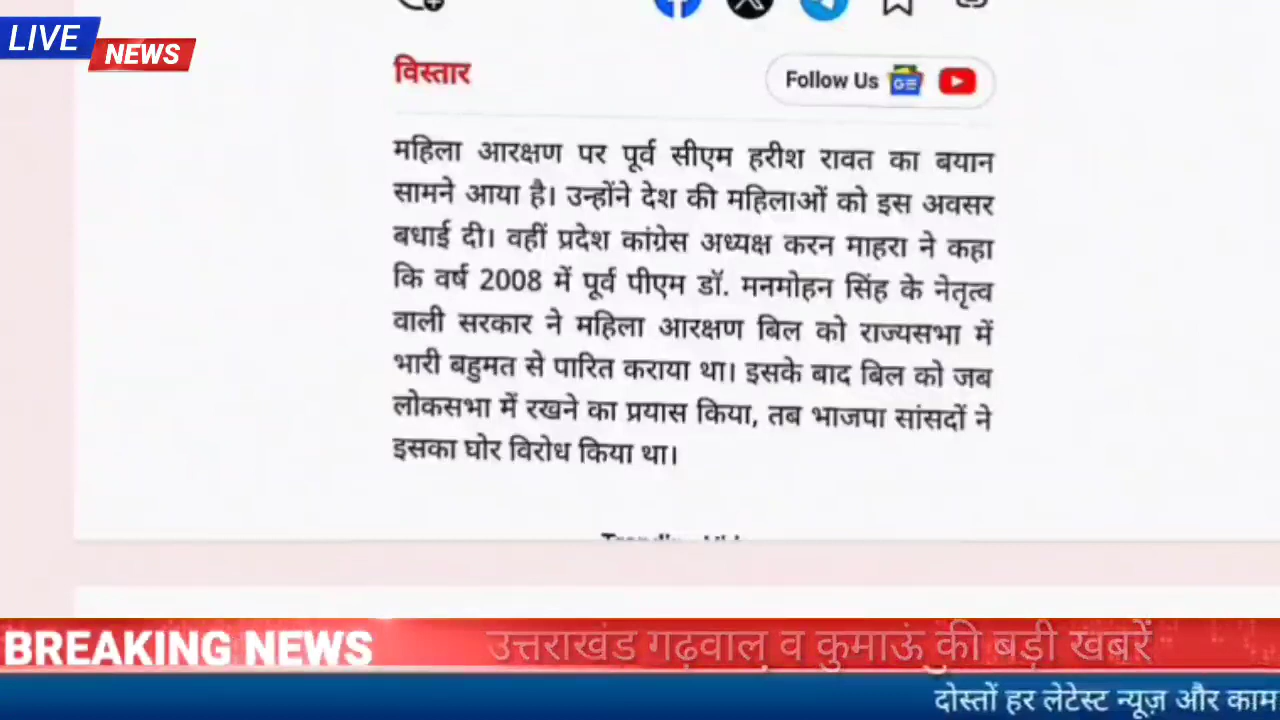 LIVE
NEWS
विस्तार
Follow Us
GE
महिला आरक्षण पर पूर्व सीएम हरीश रावत का बयान
सामने आया है। उन्होंने देश की महिलाओं को इस अवसर
बधाई दी। वहीं प्रदेश कांग्रेस अध्यक्ष करन माहरा ने कहा
कि वर्ष 2008 में पूर्व पीएम डॉ. मनमोहन सिंह के नेतृत्व
वाली सरकार ने महिला आरक्षण बिल को राज्यसभा में
भारी बहुमत से पारित कराया था। इसके बाद बिल को जब
लोकसभा में रखने का प्रयास किया, तब भाजपा सांसदों ने
इसका घोर विरोध किया था।
BREAKING NEWS
उत्तराखंड गढ़वाल व कुमाऊं की बड़ी खबरें
दोस्तों हर लेटेस्ट न्यूज़ और काम